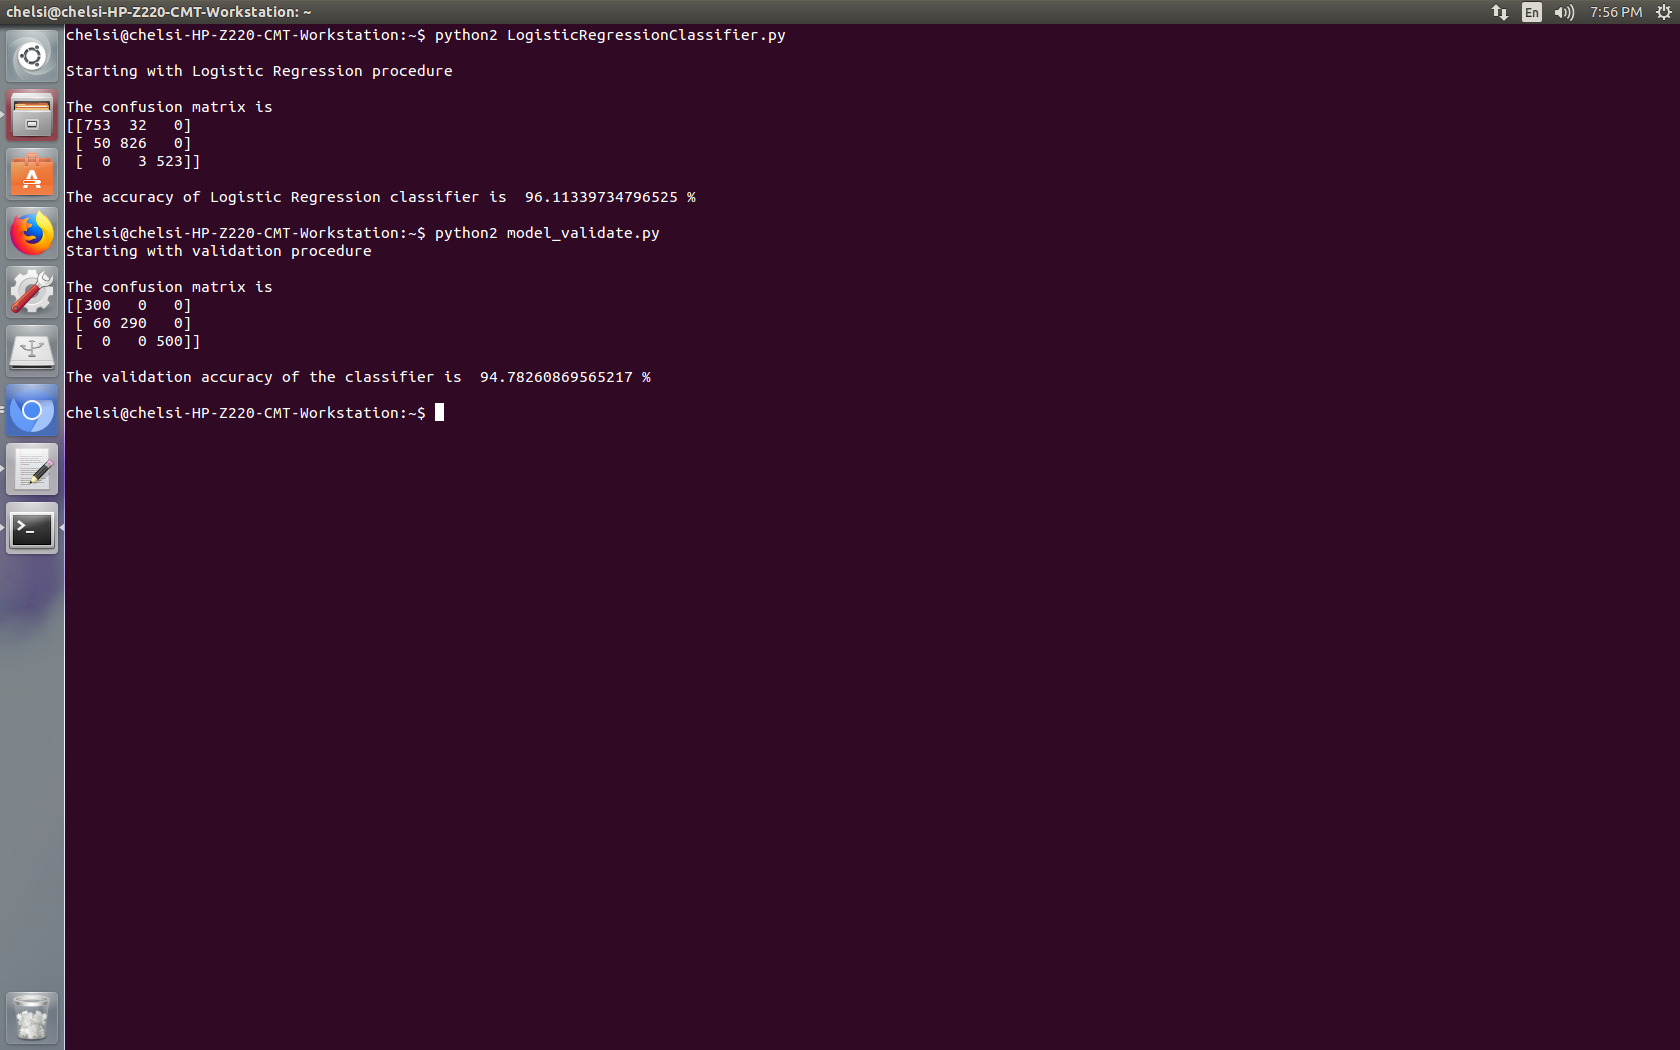 chelsi@chelsi-HP-Z220-CMT-Workstation: ~
En
7:56 PM
chelsi@chelsi-HP-Z220-CMT-Workstation:~$ python2 LogisticRegressionClassifier.py
Starting with Logistic Regression procedure
The confusion matrix is
[[753  32   0]
 [ 50 826   0]
 [  0   3 523]]
The accuracy of Logistic Regression classifier is  96.11339734796525 %
chelsi@chelsi-HP-Z220-CMT-Workstation:~$ python2 model_validate.py
Starting with validation procedure
The confusion matrix is
[[300   0   0]
 [ 60 290   0]
 [  0   0 500]]
The validation accuracy of the classifier is  94.78260869565217 %
chelsi@chelsi-HP-Z220-CMT-Workstation:~$